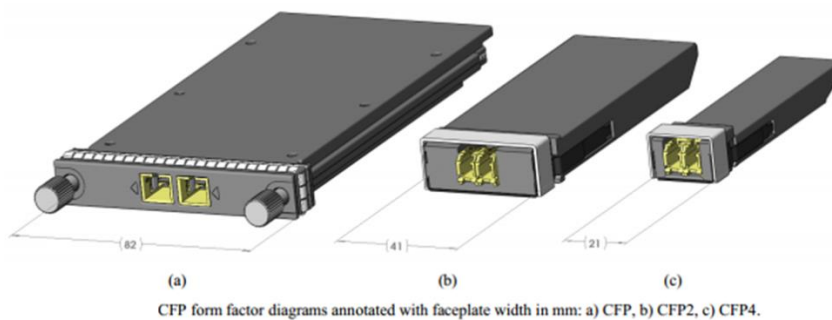 (82)
(41)
(21)
(a)
(b)
(c)
CFP form factor diagrams annotated with faceplate width in mm: a) CFP, b) CFP2, c) CFP4.